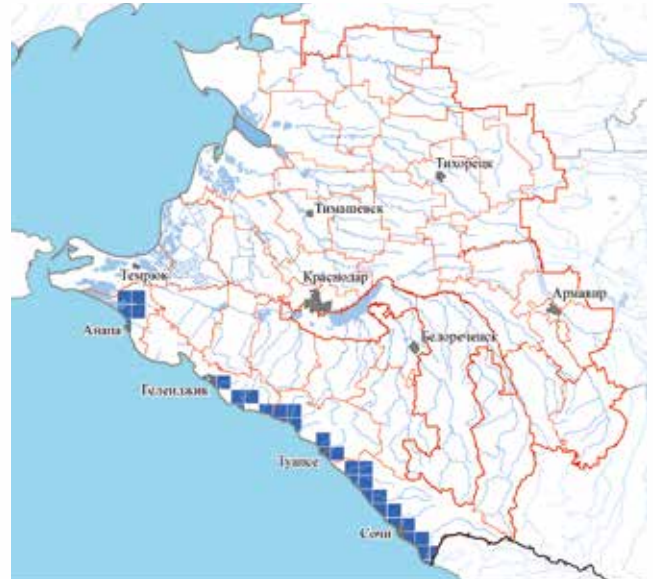 Тихорецк
Тимашевск
Темрюк
Краснодар
Армавир
Анапа
Белореченск
Геленджик
Туапсе
Сочи